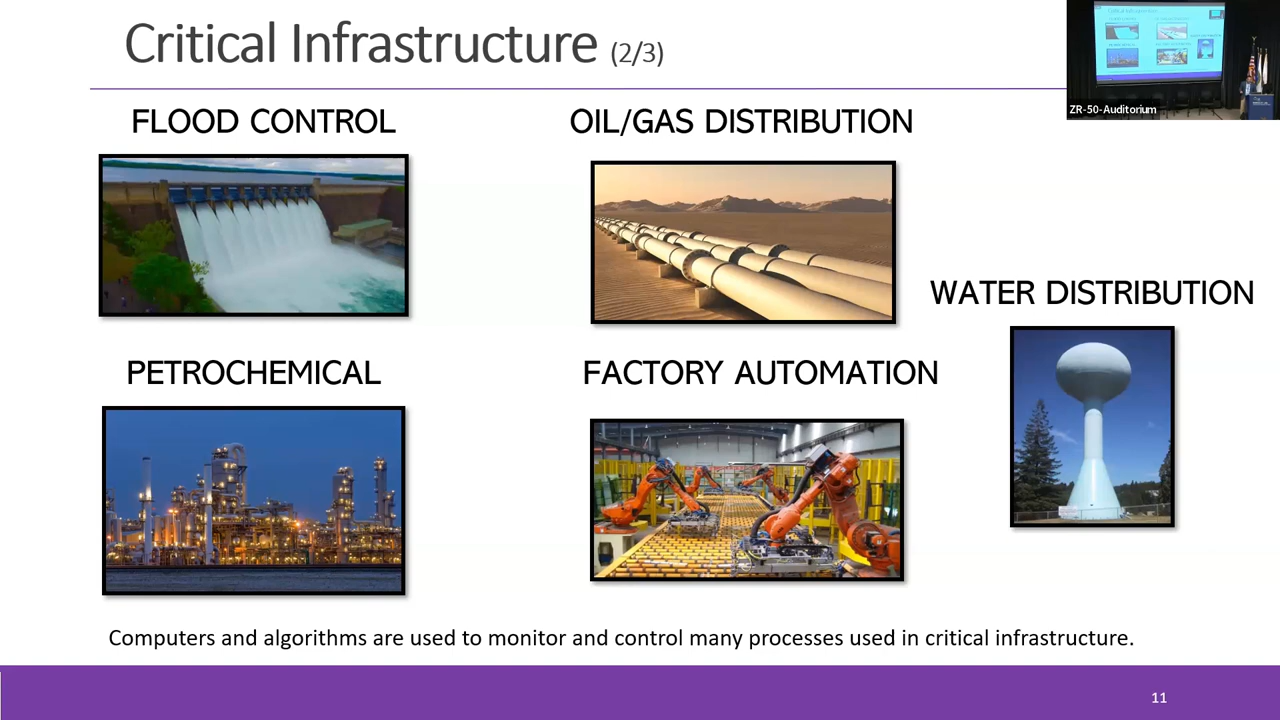 Critical Infrastructure (2/3)
ZR-50-Auditorium
FLOOD CONTROL
OIL/GAS DISTRIBUTION
WATER DISTRIBUTION
PETROCHEMICAL
FACTORY AUTOMATION
Computers and algorithms are used to monitor and control many processes used in critical infrastructure.
11